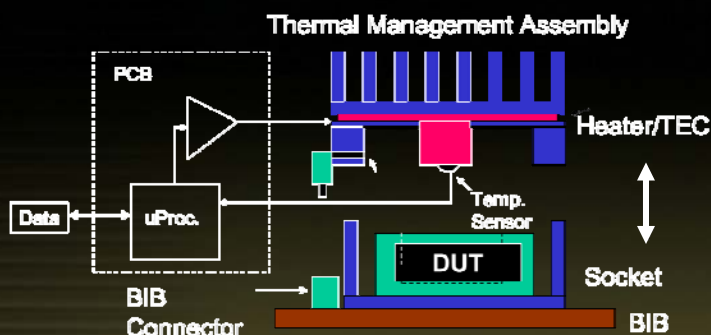 Thermal Management Assembly
PCB
Heater/TEC
Temp.
Sensor
Data
uProc.
DUT
Socket
BIB
Connector
BIB